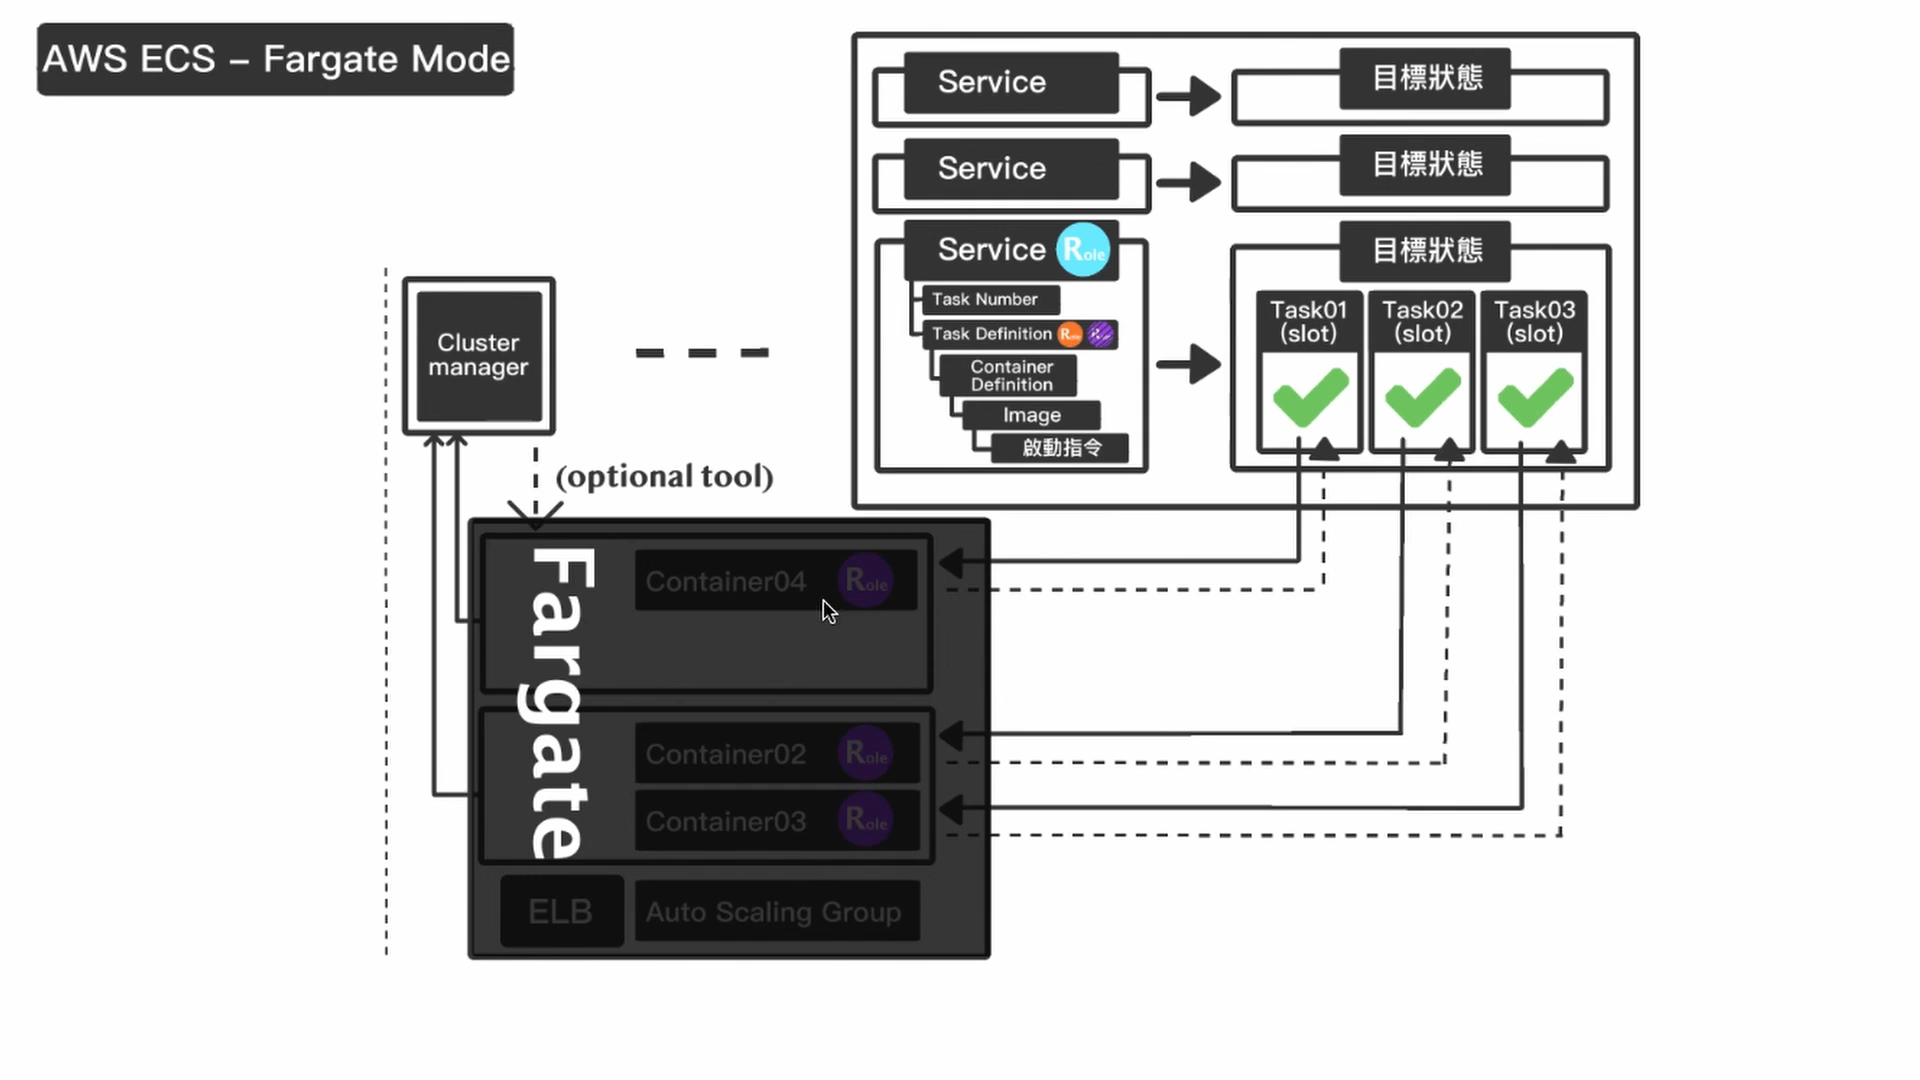 AWS ECS – Fargate Mode
Service
目標狀態
Service
目標狀態
Service Role
目標狀態
Task Number
Task Definition
Container
Definition
Image
啟動指令
Task01
(slot)
Task02
(slot)
Task03
(slot)
Cluster
manager
(optional tool)
Fargate
Container04 Role
Container02 Role
Container03 Role
ELB
Auto Scaling Group